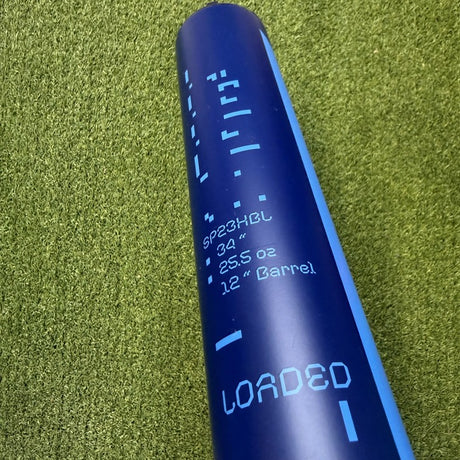 SP23HBL
34"
25.5 oz
12" Barrel
LOADED